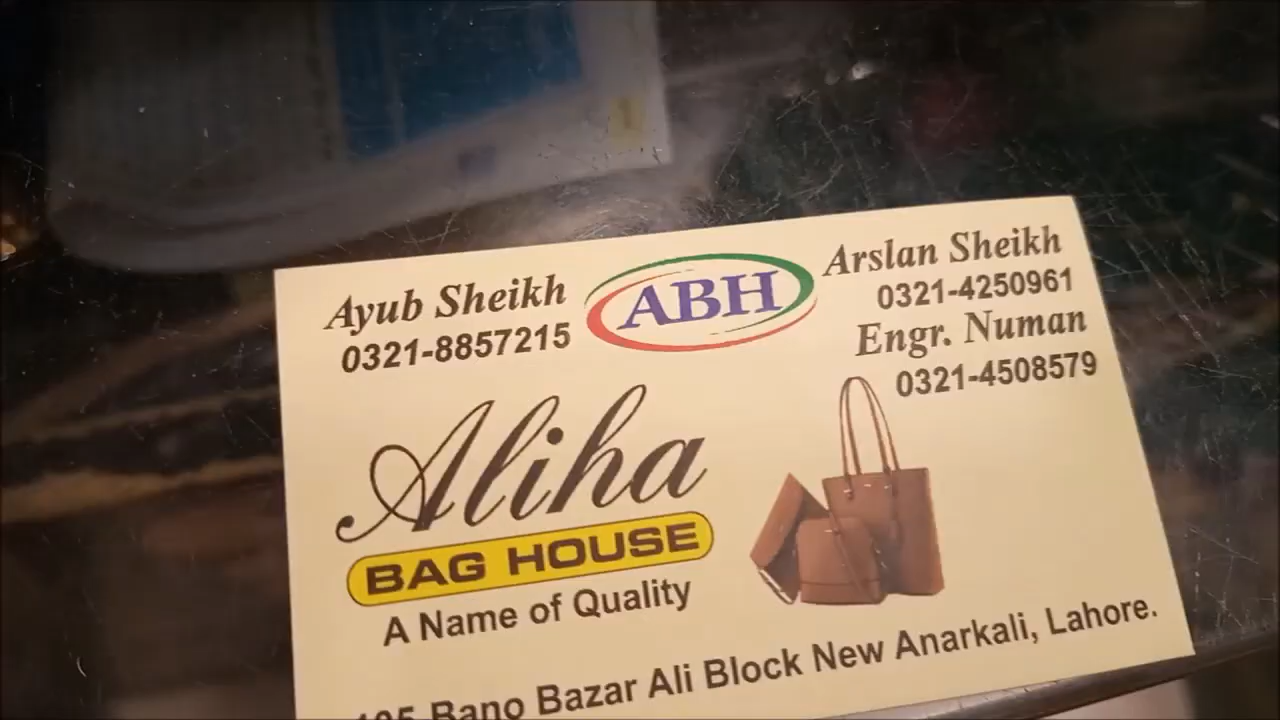 Ayub Sheikh
0321-8857215
ABH
Arslan Sheikh
0321-4250961
Engr. Numan
0321-4508579
Aliha
BAG HOUSE
A Name of Quality
Bano Bazar Ali Block New Anarkali, Lahore.